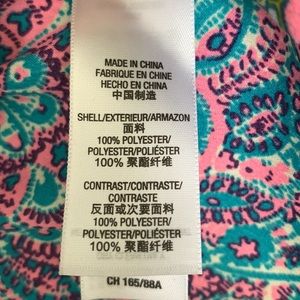 MADE IN CHINA
FABRIQUE EN CHINE
HECHO EN CHINA
中国制造
SHELL/EXTERIEUR/ARMAZON
面料
100% POLYESTER/
POLYESTER/POLIÉSTER
100% 聚酯纤维
CONTRAST/CONTRASTE/
CONTRASTE
反面或次要面料
100% POLYESTER/
POLYESTER/POLIÉSTER
100% 聚酯纤维
CH 165/88A